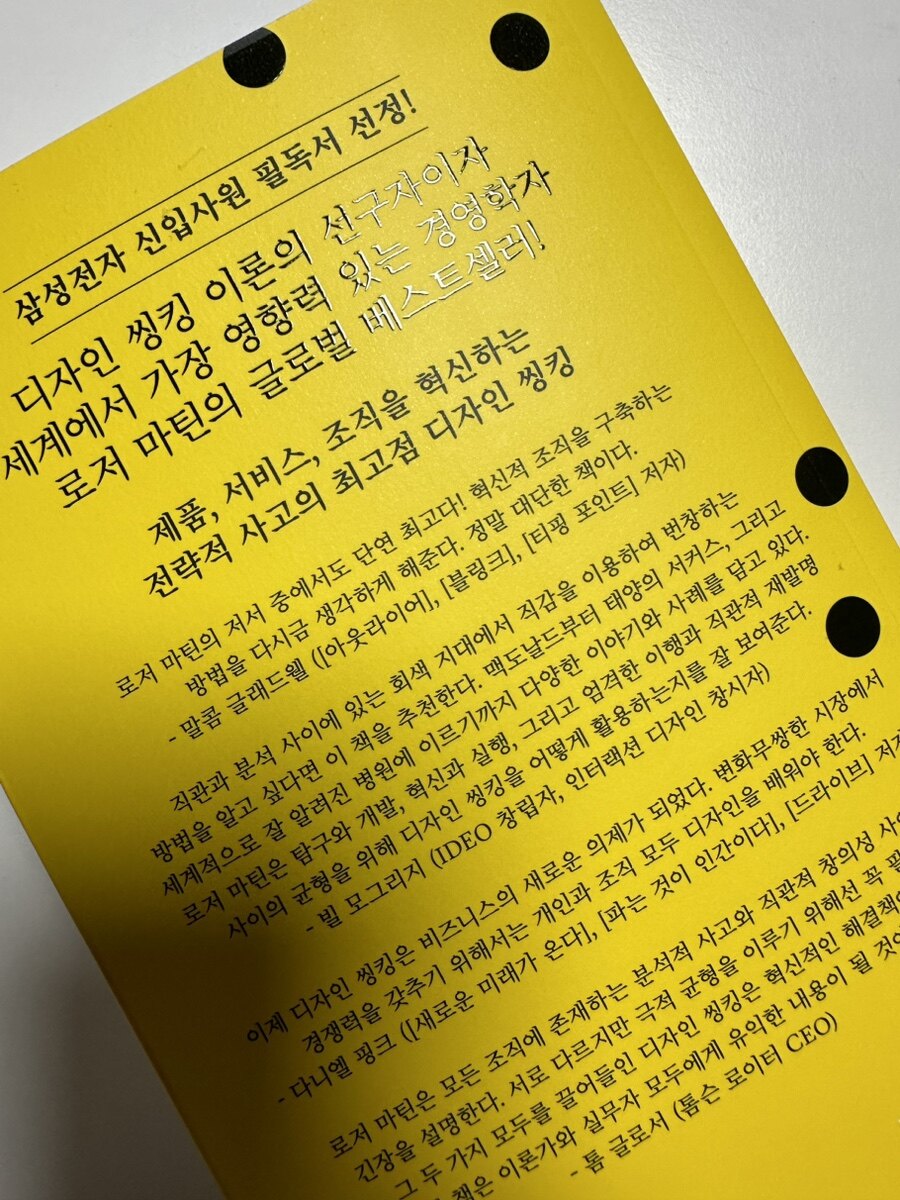 삼성전자 신입사원 필독서 선정!
디자인 씽킹 이론의 선구자이자
세계에서 가장 영향력 있는 경영학자
로저 마틴의 글로벌 베스트셀러!
제품, 서비스, 조직을 혁신하는
전략적 사고의 최고점 디자인 씽킹
로저 마틴의 저서 중에서도 단연 최고다! 혁신적 조직을 구축하는
방법을 다시금 생각하게 해준다. 정말 대단한 책이다.
- 말콤 글래드웰 ([아웃라이어], [블링크], [티핑 포인트] 저자)
직관과 분석 사이에 있는 회색 지대에서 직감을 이용하여 번창하는
방법을 알고 싶다면 이 책을 추천한다. 맥도날드부터 태양의 서커스, 그리고
세계적으로 잘 알려진 병원에 이르기까지 다양한 이야기와 사례를 담고 있다.
로저 마틴은 탐구와 개발, 혁신과 실행, 그리고 엄격한 이행과 직관적 재발명
사이의 균형을 위해 디자인 씽킹을 어떻게 활용하는지를 잘 보여준다.
- 빌 모그리지 (IDEO 창립자, 인터랙션 디자인 창시자)
이제 디자인 씽킹은 비즈니스의 새로운 의제가 되었다. 변화무쌍한 시장에서
경쟁력을 갖추기 위해서는 개인과 조직 모두 디자인을 배워야 한다.
- 다니엘 핑크 ([새로운 미래가 온다], [파는 것이 인간이다], [드라이브]
로저 마틴은 모든 조직에 존재하는 분석적 사고와 직관적 창의성
긴장을 설명한다. 서로 다르지만 극적 균형을 이루기 위해선 꼭
그 두 가지 모두를 끌어들인 디자인 씽킹은 혁신적인
책은 이론가와 실무자 모두에게 유익한 내용이 될
- 톰 글로서 (톰슨 로이터 CEO)